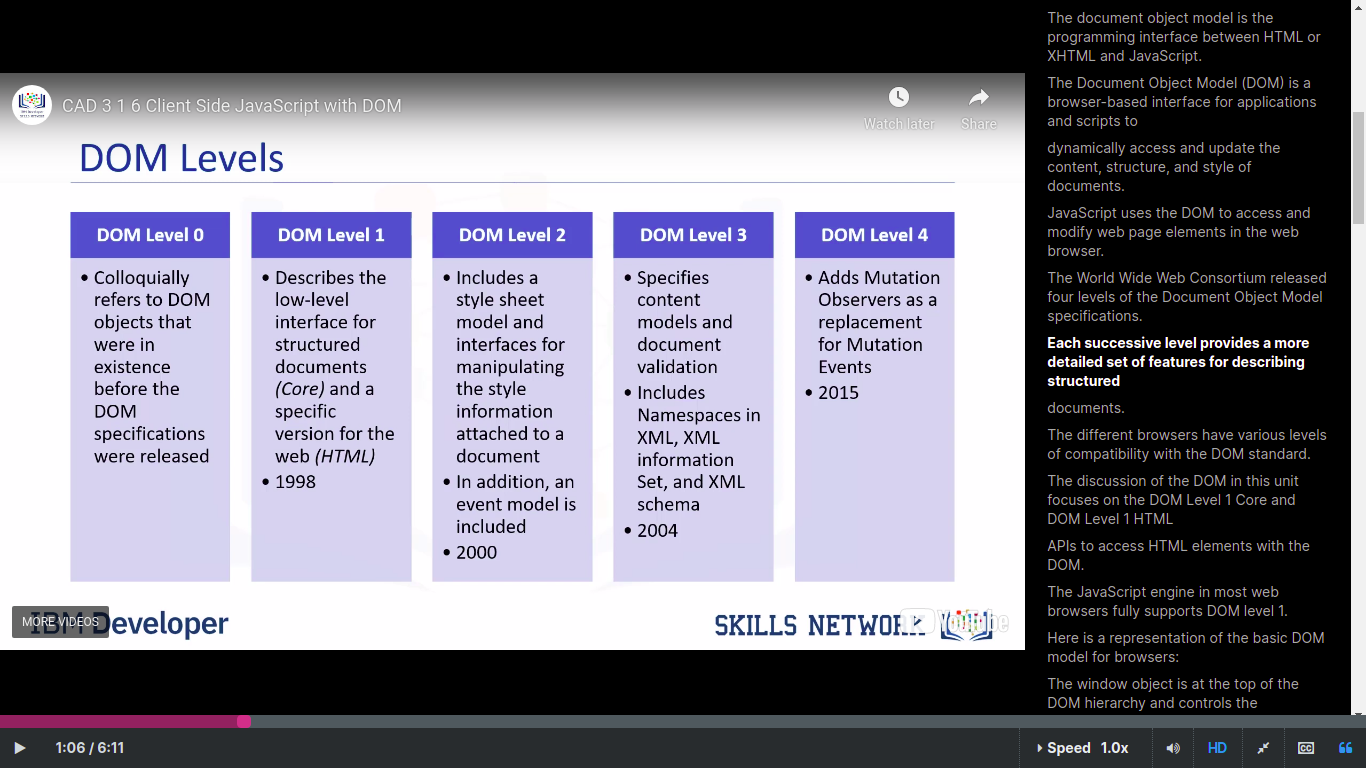 CAD 3 1 6 Client Side JavaScript with DOM
Watch later
Share
DOM Levels
DOM Level 0
• Colloquially
refers to DOM
objects that
were in
existence
before the
DOM
specifications
were released
DOM Level 1
• Describes the
low-level
interface for
structured
documents
(Core) and a
specific
version for the
web (HTML)
• 1998
DOM Level 2
• Includes a
style sheet
model and
interfaces for
manipulating
the style
information
attached to a
document
• In addition, an
event model is
included
• 2000
DOM Level 3
• Specifies
content
models and
document
validation
• Includes
Namespaces in
XML, XML
information
Set, and XML
schema
• 2004
DOM Level 4
• Adds Mutation
Observers as a
replacement
for Mutation
Events
• 2015
MORE VIDEOS
IBM Developer
SKILLS NETWORK
YouTube
The document object model is the
programming interface between HTML or
XHTML and JavaScript.
The Document Object Model (DOM) is a
browser-based interface for applications
and scripts to
dynamically access and update the
content, structure, and style of
documents.
JavaScript uses the DOM to access and
modify web page elements in the web
browser.
The World Wide Web Consortium released
four levels of the Document Object Model
specifications.
Each successive level provides a more
detailed set of features for describing
structured
documents.
The different browsers have various levels
of compatibility with the DOM standard.
The discussion of the DOM in this unit
focuses on the DOM Level 1 Core and
DOM Level 1 HTML
APIs to access HTML elements with the
DOM.
The JavaScript engine in most web
browsers fully supports DOM level 1.
Here is a representation of the basic DOM
model for browsers:
The window object is at the top of the
DOM hierarchy and controls the
1:06 / 6:11
Speed 1.0x
HD
CC